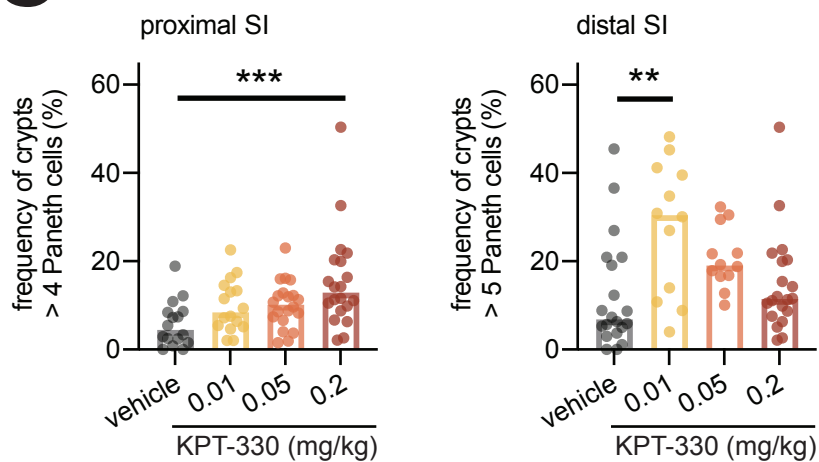 proximal SI
frequency of crypts
> 4 Paneth cells (%)
60
40
20
0
***
vehicle
0.01
0.05
0.2
KPT-330 (mg/kg)
distal SI
frequency of crypts
> 5 Paneth cells (%)
60
40
20
0
**
vehicle
0.01
0.05
0.2
KPT-330 (mg/kg)